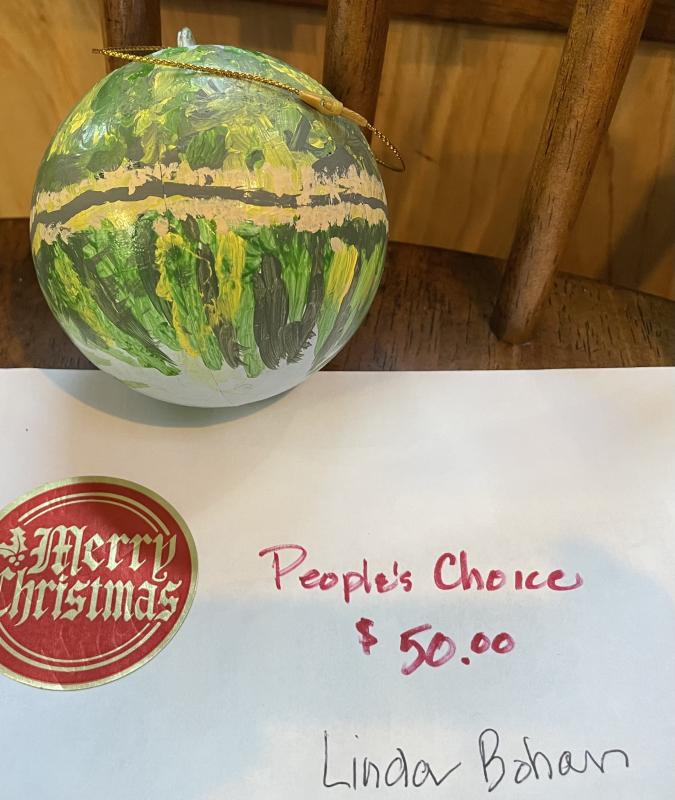 Merry
Christmas
People's Choice
$ 50.00
Linda Bohan